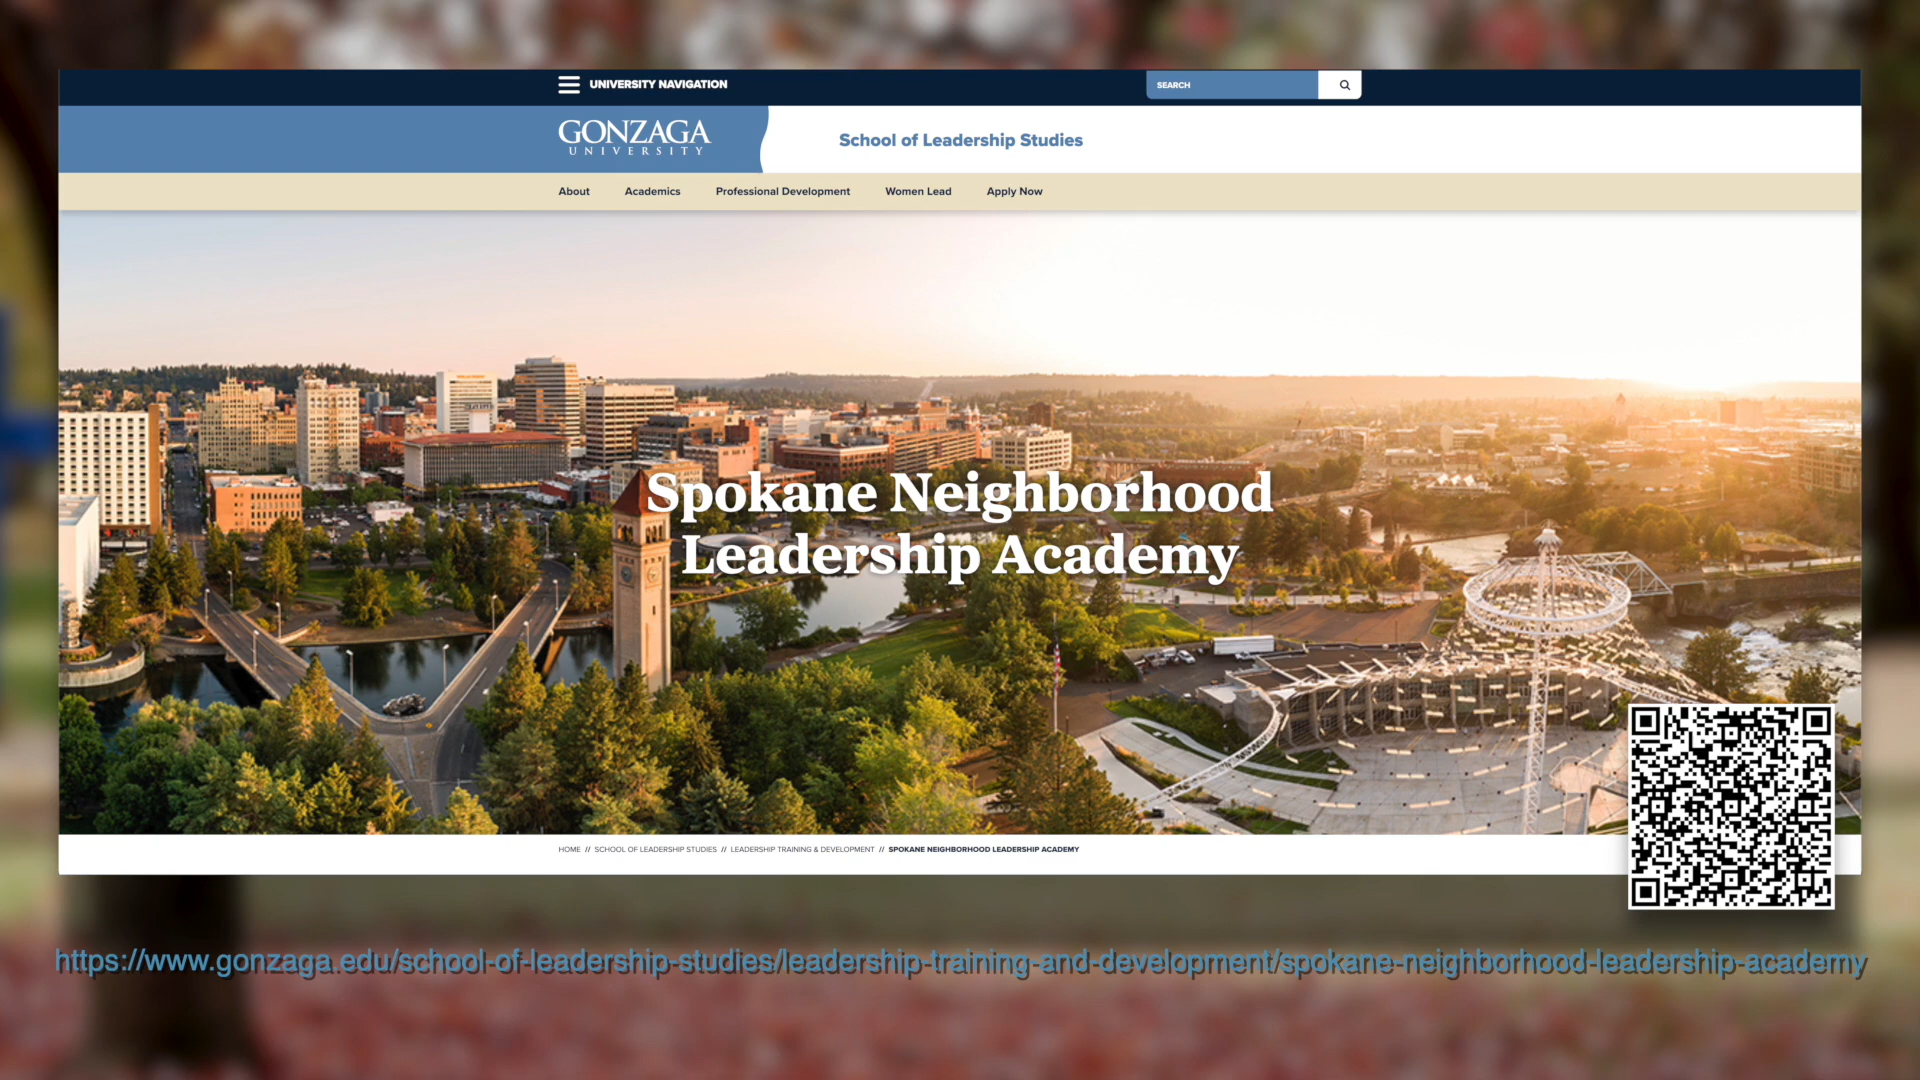 UNIVERSITY NAVIGATION
SEARCH
GONZAGA
UNIVERSITY
School of Leadership Studies
About Academics Professional Development Women Lead Apply Now
Spokane Neighborhood
Leadership Academy
HOME // SCHOOL OF LEADERSHIP STUDIES // LEADERSHIP TRAINING & DEVELOPMENT // SPOKANE NEIGHBORHOOD LEADERSHIP ACADEMY
https://www.gonzaga.edu/school-of-leadership-studies/leadership-training-and-development/spokane-neighborhood-leadership-academy